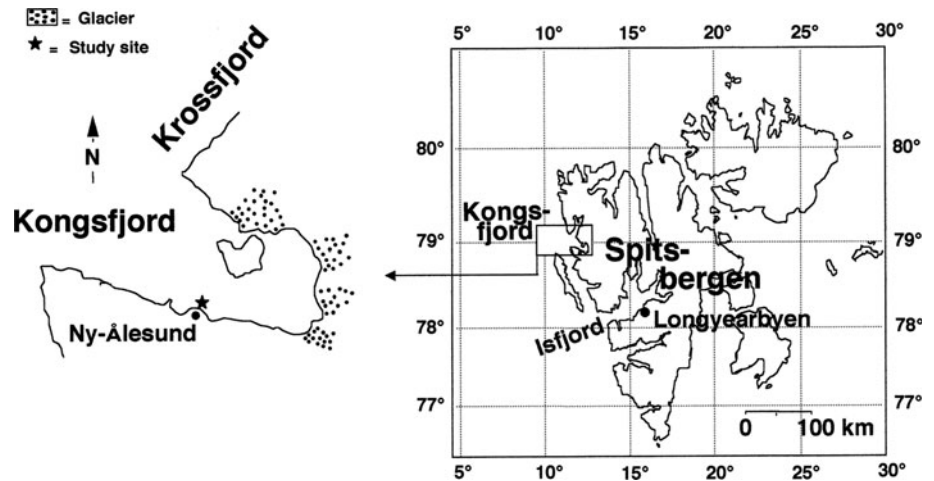 = Glacier
= Study site
N
Krossfjord
Kongsfjord
Ny-Ålesund
5° 10° 15° 20° 25° 30°
80° 80°
79° 79°
78° 78°
77° 77°
Kongs-
fjord
Spits-
bergen
Isfjord
Longyearbyen
0 100 km
5° 10° 15° 20° 25° 30°